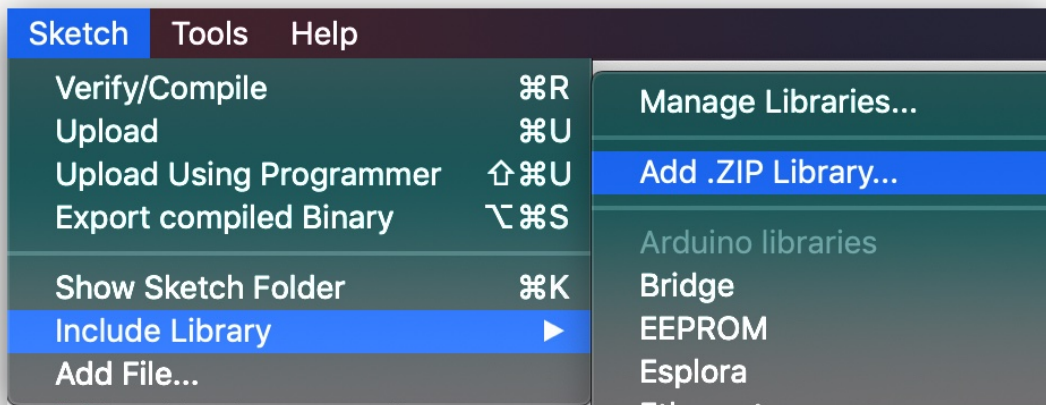 Sketch Tools Help
Verify/Compile ⌘R
Upload ⌘U
Upload Using Programmer ⇧⌘U
Export compiled Binary ⌥⌘S
Show Sketch Folder ⌘K
Include Library ▶
Add File...
Manage Libraries...
Add .ZIP Library...
Arduino libraries
Bridge
EEPROM
Esplora